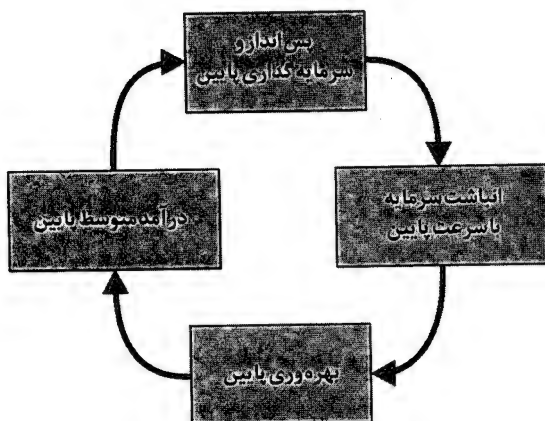 پس انداز و
سرمایه گذاری پایین
انباشت سرمایه
با سرعت پایین
بهره وری پایین
درآمد متوسط پایین